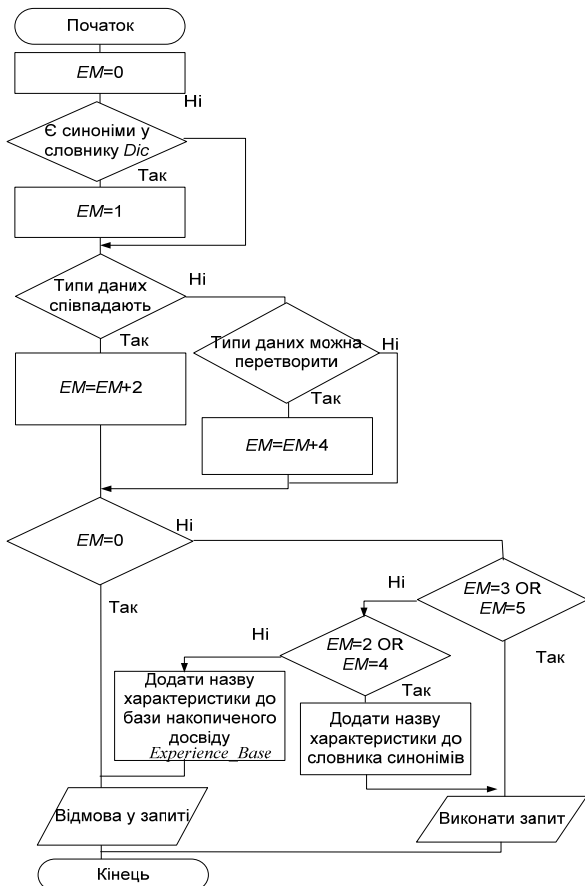 Початок
EM=0
Ні
Є синоніми у
словнику Dic
Так
EM=1
Типи даних
співпадають
Ні
Так
Типи даних можна
перетворити
Ні
EM=EM+2
Так
EM=EM+4
EM=0
Ні
EM=3 OR
EM=5
Ні
Так
EM=2 OR
EM=4
Ні
Так
Так
Додати назву
характеристики до
бази накопиченого
досвіду
Experience_Base
Додати назву
характеристики до
словника синонімів
Відмова у запиті
Виконати запит
Кінець